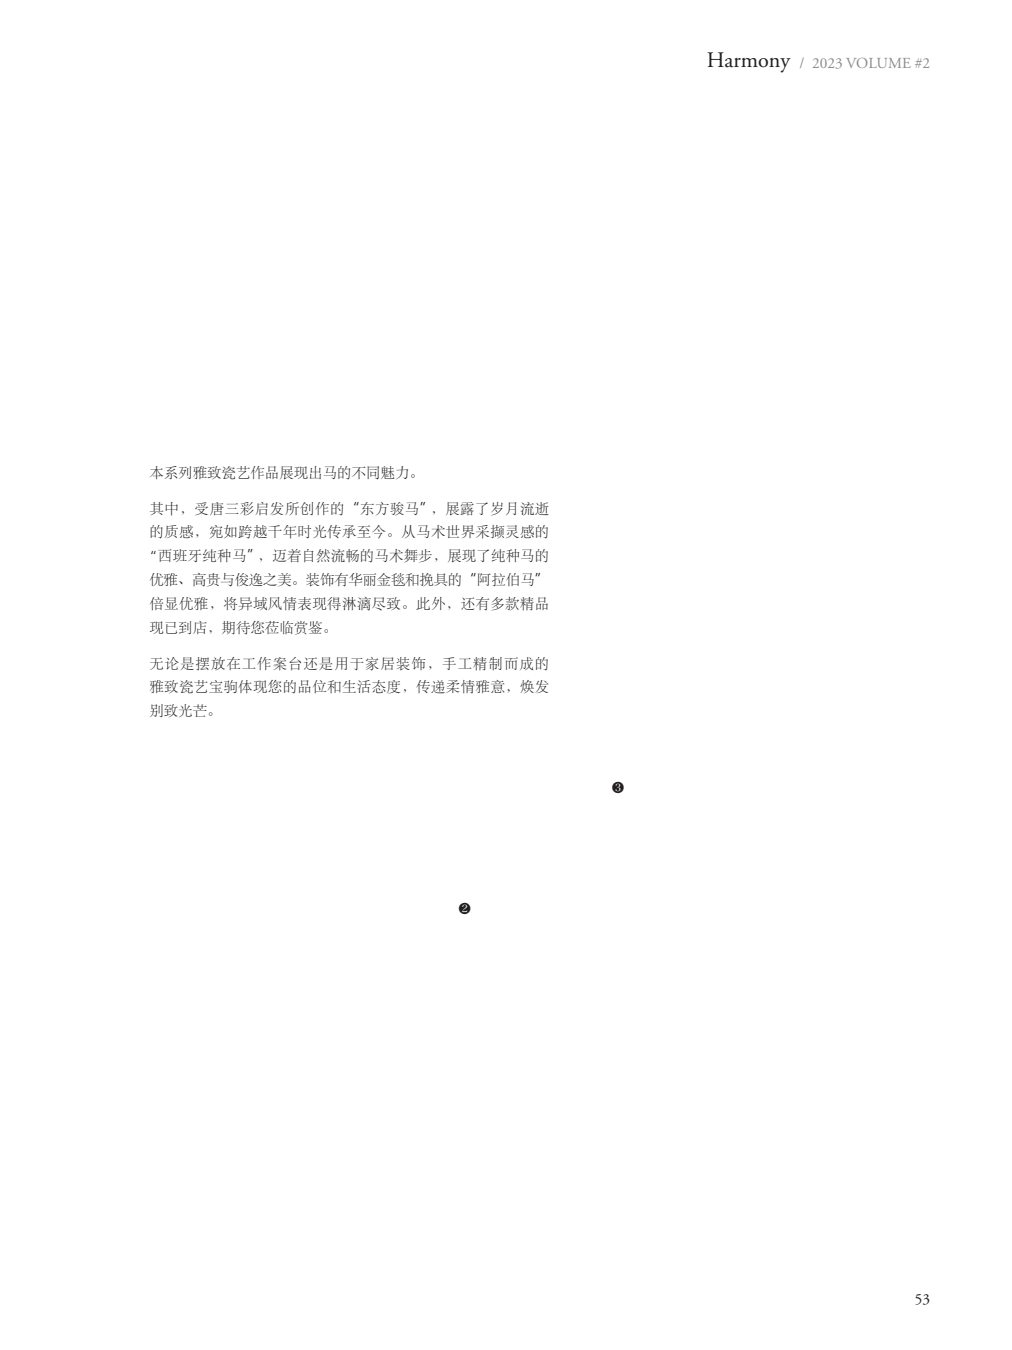 Harmony / 2023 VOLUME #2
本系列雅致瓷艺作品展现出马的不同魅力。
其中，受唐三彩启发所创作的“东方骏马”，展露了岁月流逝
的质感，宛如跨越千年时光传承至今。从马术世界采撷灵感的
“西班牙纯种马”，迈着自然流畅的马术舞步，展现了纯种马的
优雅、高贵与俊逸之美。装饰有华丽金毯和挽具的“阿拉伯马”
倍显优雅，将异域风情表现得淋漓尽致。此外，还有多款精品
现已到店，期待您莅临赏鉴。
无论是摆放在工作案台还是用于家居装饰，手工精制而成的
雅致瓷艺宝驹体现您的品位和生活态度，传递柔情雅意，焕发
别致光芒。
❸
❷
53